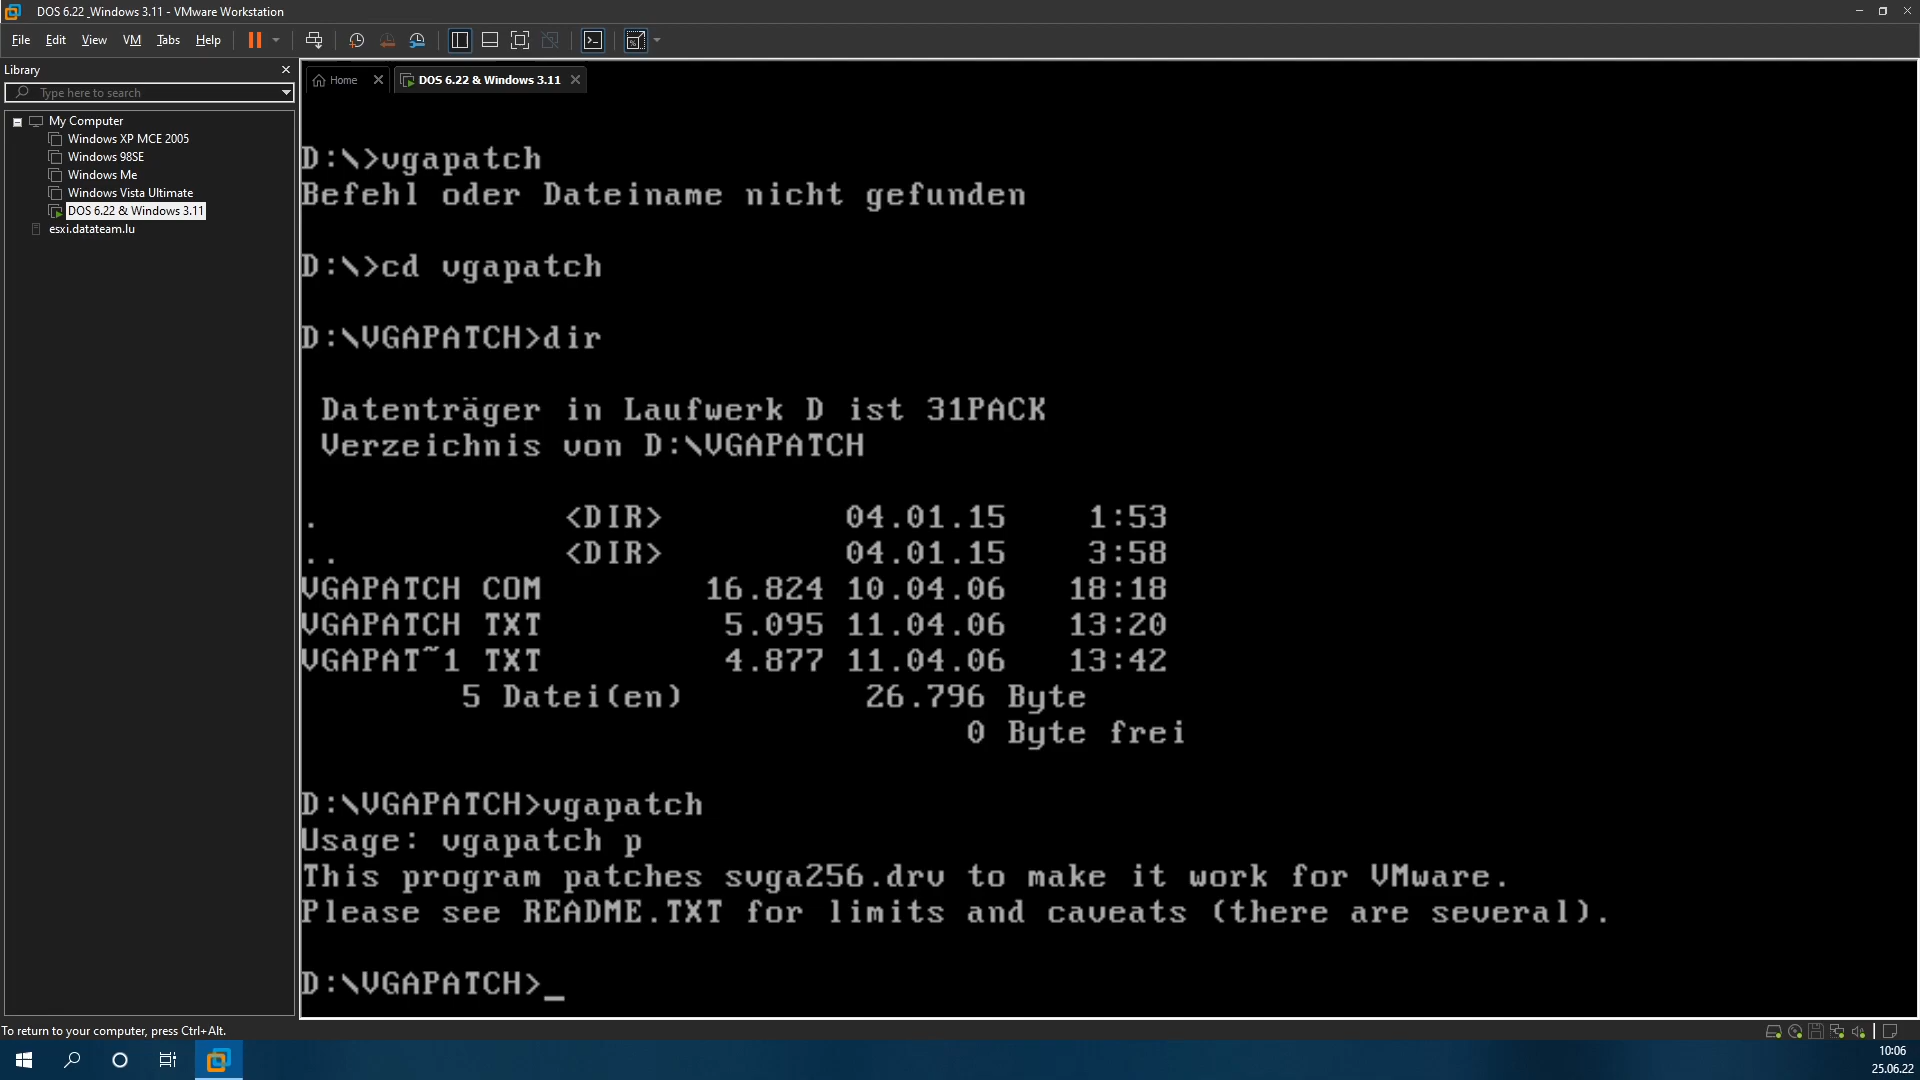 DOS 6.22 _Windows 3.11 - VMware Workstation
File Edit View VM Tabs Help
Library
Type here to search
My Computer
Windows XP MCE 2005
Windows 98SE
Windows Me
Windows Vista Ultimate
DOS 6.22 & Windows 3.11
esxi.datateam.lu
Home
DOS 6.22 & Windows 3.11
D:\>vgapatch
Befehl oder Dateiname nicht gefunden
D:\>cd vgapatch
D:\VGAPATCH>dir
Datenträger in Laufwerk D ist 31PACK
Verzeichnis von D:\VGAPATCH
. <DIR> 04.01.15 1:53
.. <DIR> 04.01.15 3:58
VGAPATCH COM 16.824 10.04.06 18:18
VGAPATCH TXT 5.095 11.04.06 13:20
VGAPAT~1 TXT 4.877 11.04.06 13:42
5 Datei(en) 26.796 Byte
0 Byte frei
D:\VGAPATCH>vgapatch
Usage: vgapatch p
This program patches svga256.drv to make it work for VMware.
Please see README.TXT for limits and caveats (there are several).
D:\VGAPATCH>_
To return to your computer, press Ctrl+Alt.
10:06
25.06.22